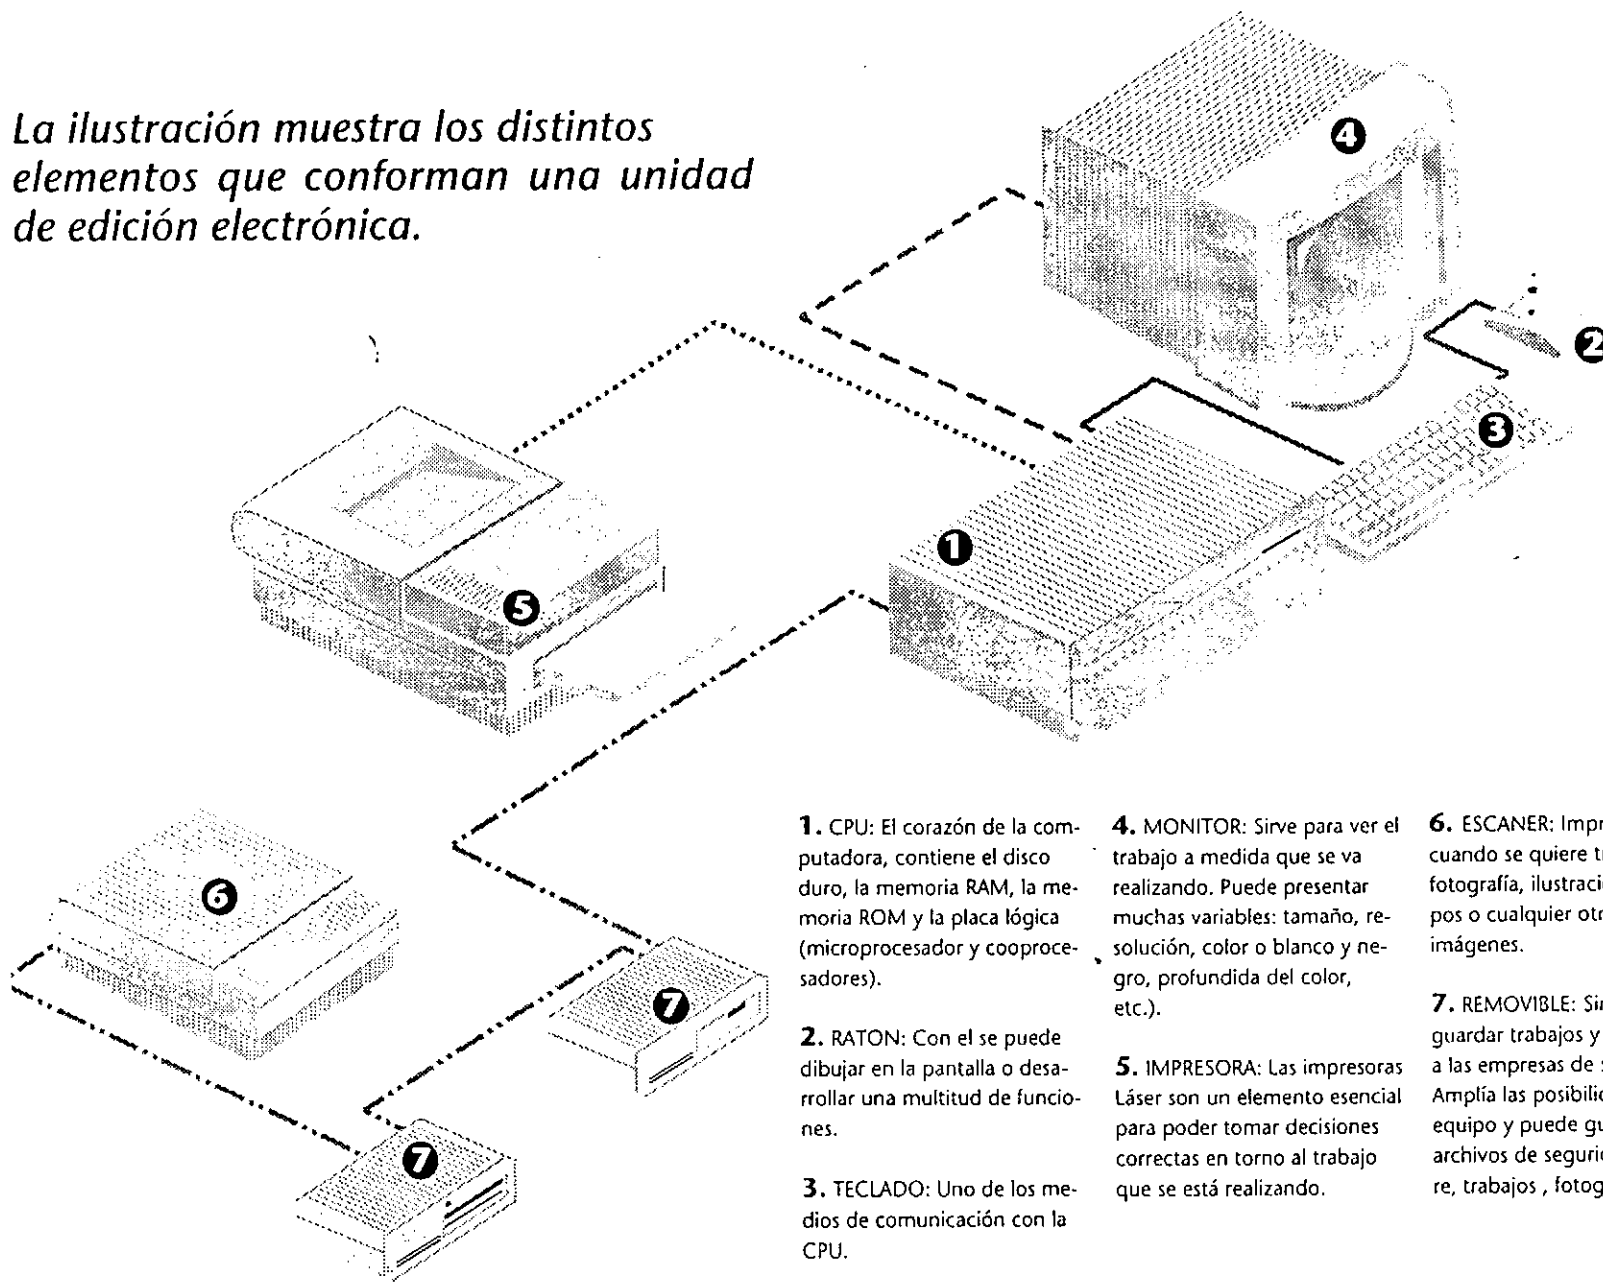 La ilustración muestra los distintos
elementos que conforman una unidad
de edición electrónica.
4
2
3
1
5
6
7
7
1. CPU: El corazón de la com-
putadora, contiene el disco
duro, la memoria RAM, la me-
moria ROM y la placa lógica
(microprocesador y cooproce-
sadores).
2. RATON: Con el se puede
dibujar en la pantalla o desa-
rrollar una multitud de funcio-
nes.
3. TECLADO: Uno de los me-
dios de comunicación con la
CPU.
4. MONITOR: Sirve para ver el
trabajo a medida que se va
realizando. Puede presentar
muchas variables: tamaño, re-
solución, color o blanco y ne-
gro, profundida del color,
etc.).
5. IMPRESORA: Las impresoras
Láser son un elemento esencial
para poder tomar decisiones
correctas en torno al trabajo
que se está realizando.
6. ESCANER:
cuando se quiere
fotografía,
pos o cualquier
imágenes.
7. REMOVIBLE:
guardar trabajos y
a las empresas de
Amplía las
equipo y puede
archivos de
re, trabajos ,